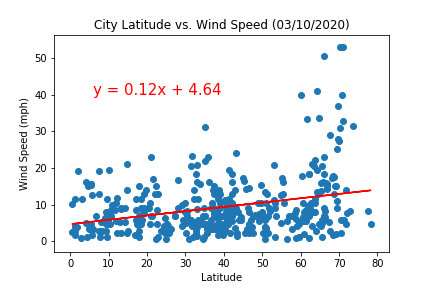 City Latitude vs. Wind Speed (03/10/2020)
y = 0.12x + 4.64
Wind Speed (mph)
50
40
30
20
10
0
0 10 20 30 40 50 60 70 80
Latitude